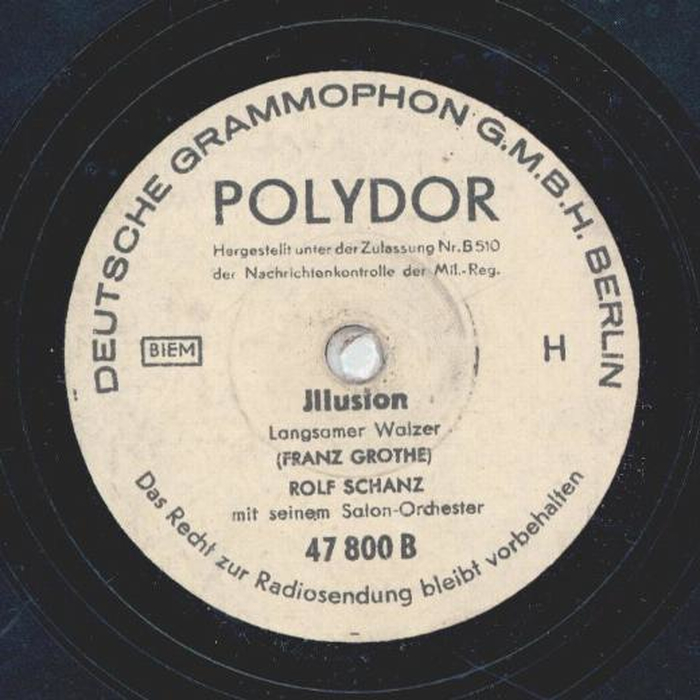 DEUTSCHE GRAMMOPHON G.M.B.H. BERLIN
POLYDOR
Hergestellt unter der Zulassung Nr. B 510
der Nachrichtenkontrolle der Mil.-Reg.
BIEM
H
Jllusion
Langsamer Walzer
(FRANZ GROTHE)
ROLF SCHANZ
mit seinem Salon-Orchester
47 800 B
Das Recht zur Radiosendung bleibt vorbehalten